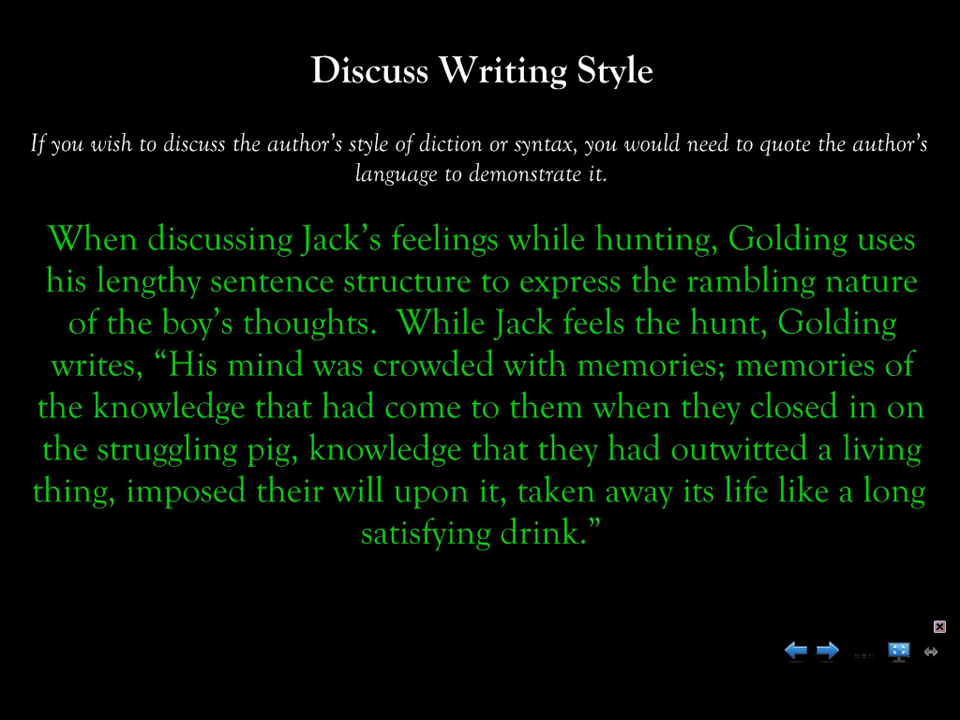 Discuss Writing Style
If you wish to discuss the author’s style of diction or syntax, you would need to quote the author’s
language to demonstrate it.
When discussing Jack’s feelings while hunting, Golding uses
his lengthy sentence structure to express the rambling nature
of the boy’s thoughts.  While Jack feels the hunt, Golding
writes, “His mind was crowded with memories; memories of
the knowledge that had come to them when they closed in on
the struggling pig, knowledge that they had outwitted a living
thing, imposed their will upon it, taken away its life like a long
satisfying drink.”